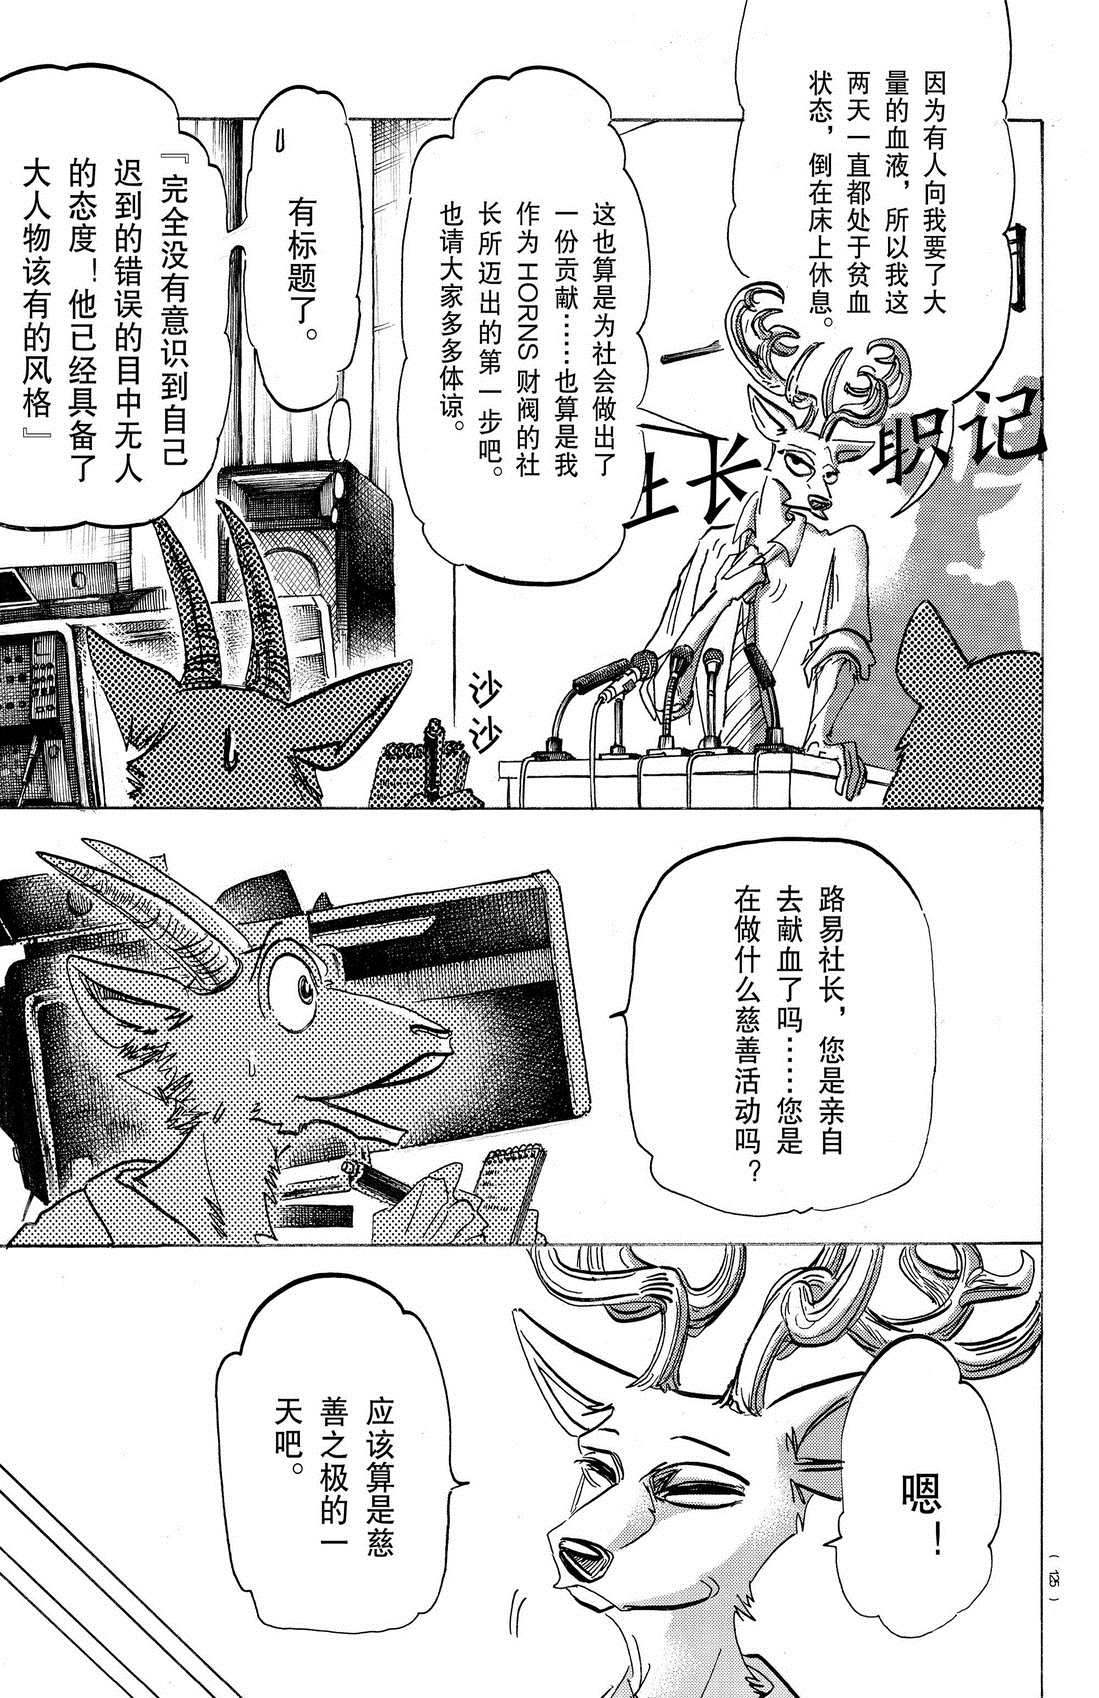 因为有人向我要了大
量的血液，所以我这
两天一直都处于贫血
状态，倒在床上休息。
社长
职记
这也算是为社会做出了
一份贡献……也算是我
作为HORNS财阀的社
长所迈出的第一步吧。
也请大家多多体谅。
沙沙
有标题了。
『完全没有意识到自己
迟到的错误的目中无人
的态度！他已经具备了
大人物该有的风格』
路易社长，您是亲自
去献血了吗……您是
在做什么慈善活动吗？
嗯！
应该算是慈
善之极的一
天吧。
（125）